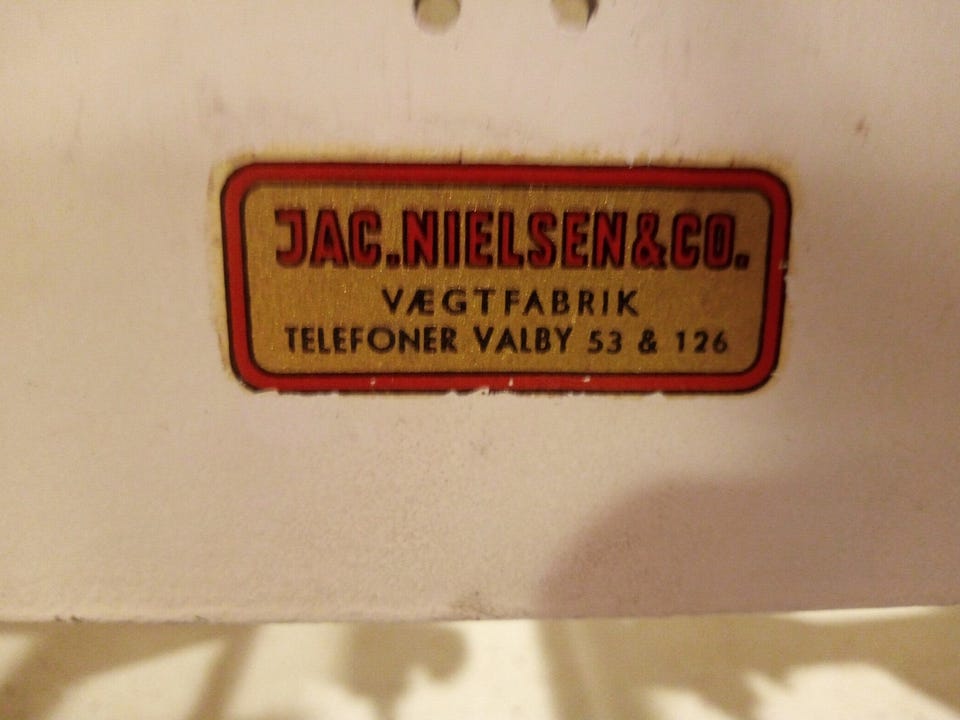 JAC.NIELSEN&CO.
VÆGTFABRIK
TELEFONER VALBY 53 & 126